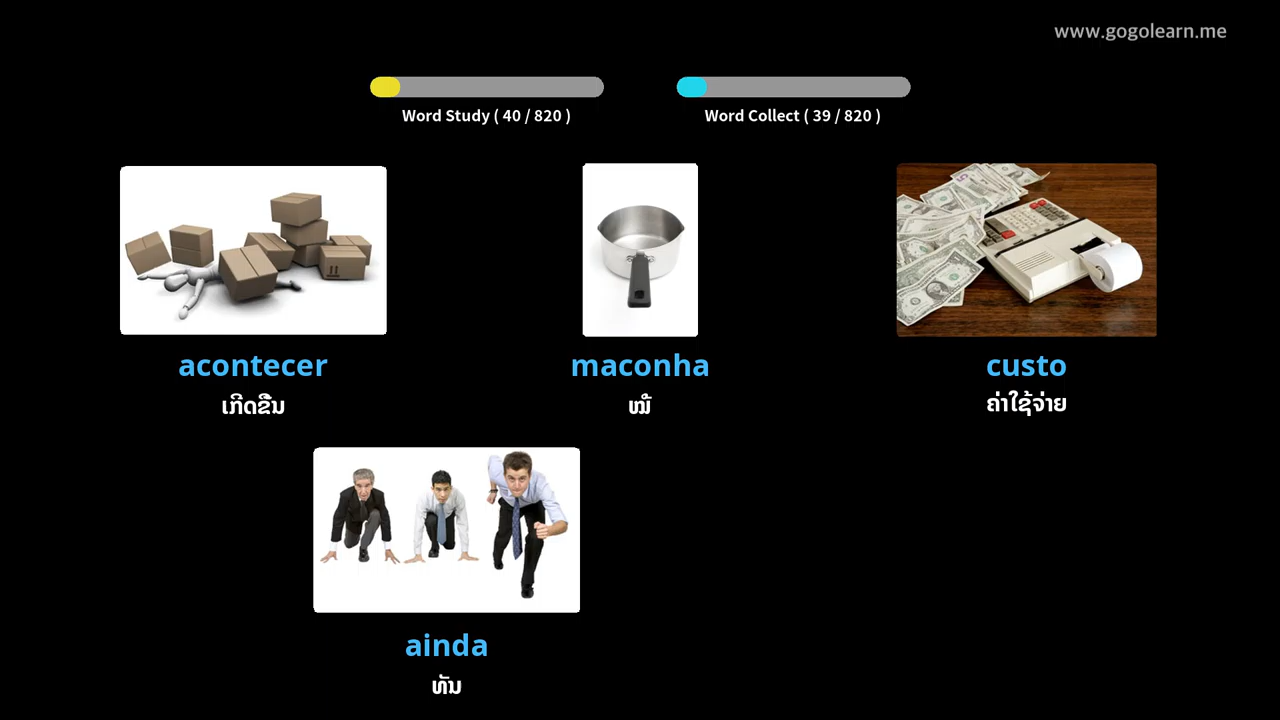 www.gogolearn.me
Word Study ( 40 / 820 )
Word Collect ( 39 / 820 )
acontecer
ເກີດຂຶ້ນ
maconha
ໝໍ້
custo
ຄ່າໃຊ້ຈ່າຍ
ainda
ທັນ